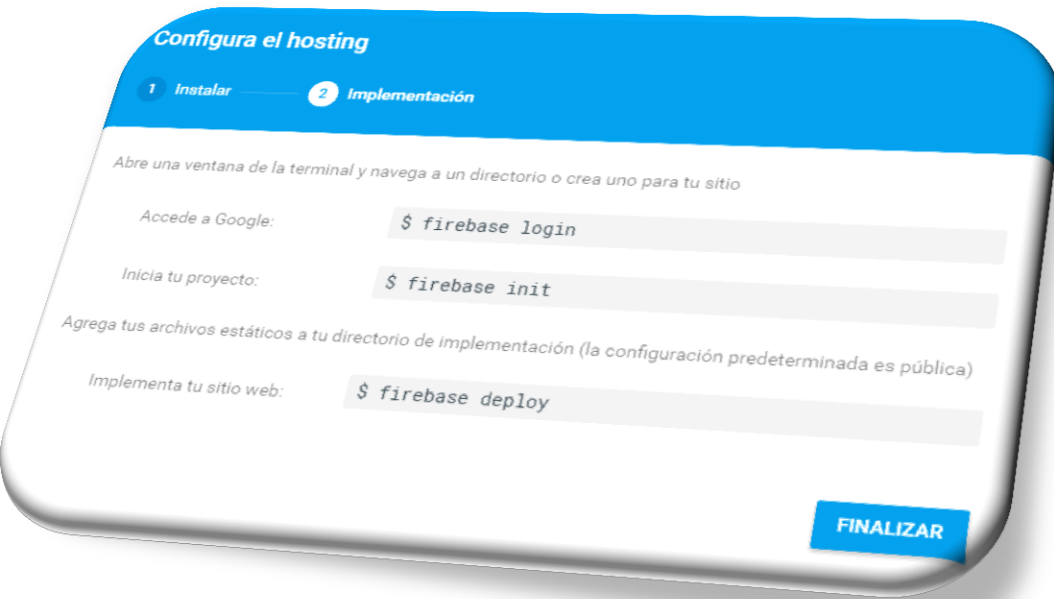 Configura el hosting
1 Instalar 2 Implementación
Abre una ventana de la terminal y navega a un directorio o crea uno para tu sitio
Accede a Google: $ firebase login
Inicia tu proyecto: $ firebase init
Agrega tus archivos estáticos a tu directorio de implementación (la configuración predeterminada es pública)
Implementa tu sitio web: $ firebase deploy
FINALIZAR